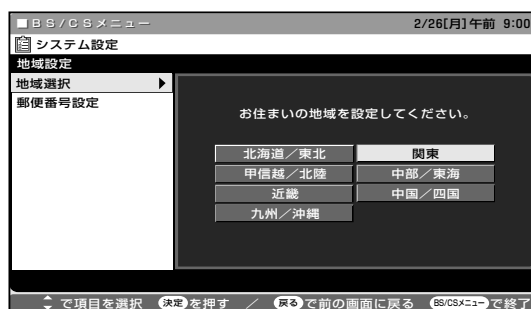 ■BS/CSメニュー 2/26[月]午前 9:00
システム設定
地域設定
地域選択
郵便番号設定
お住まいの地域を設定してください。
北海道／東北 関東
甲信越／北陸 中部／東海
近畿 中国／四国
九州／沖縄
で項目を選択 決定を押す ／ 戻るで前の画面に戻る BS/CSメニューで終了